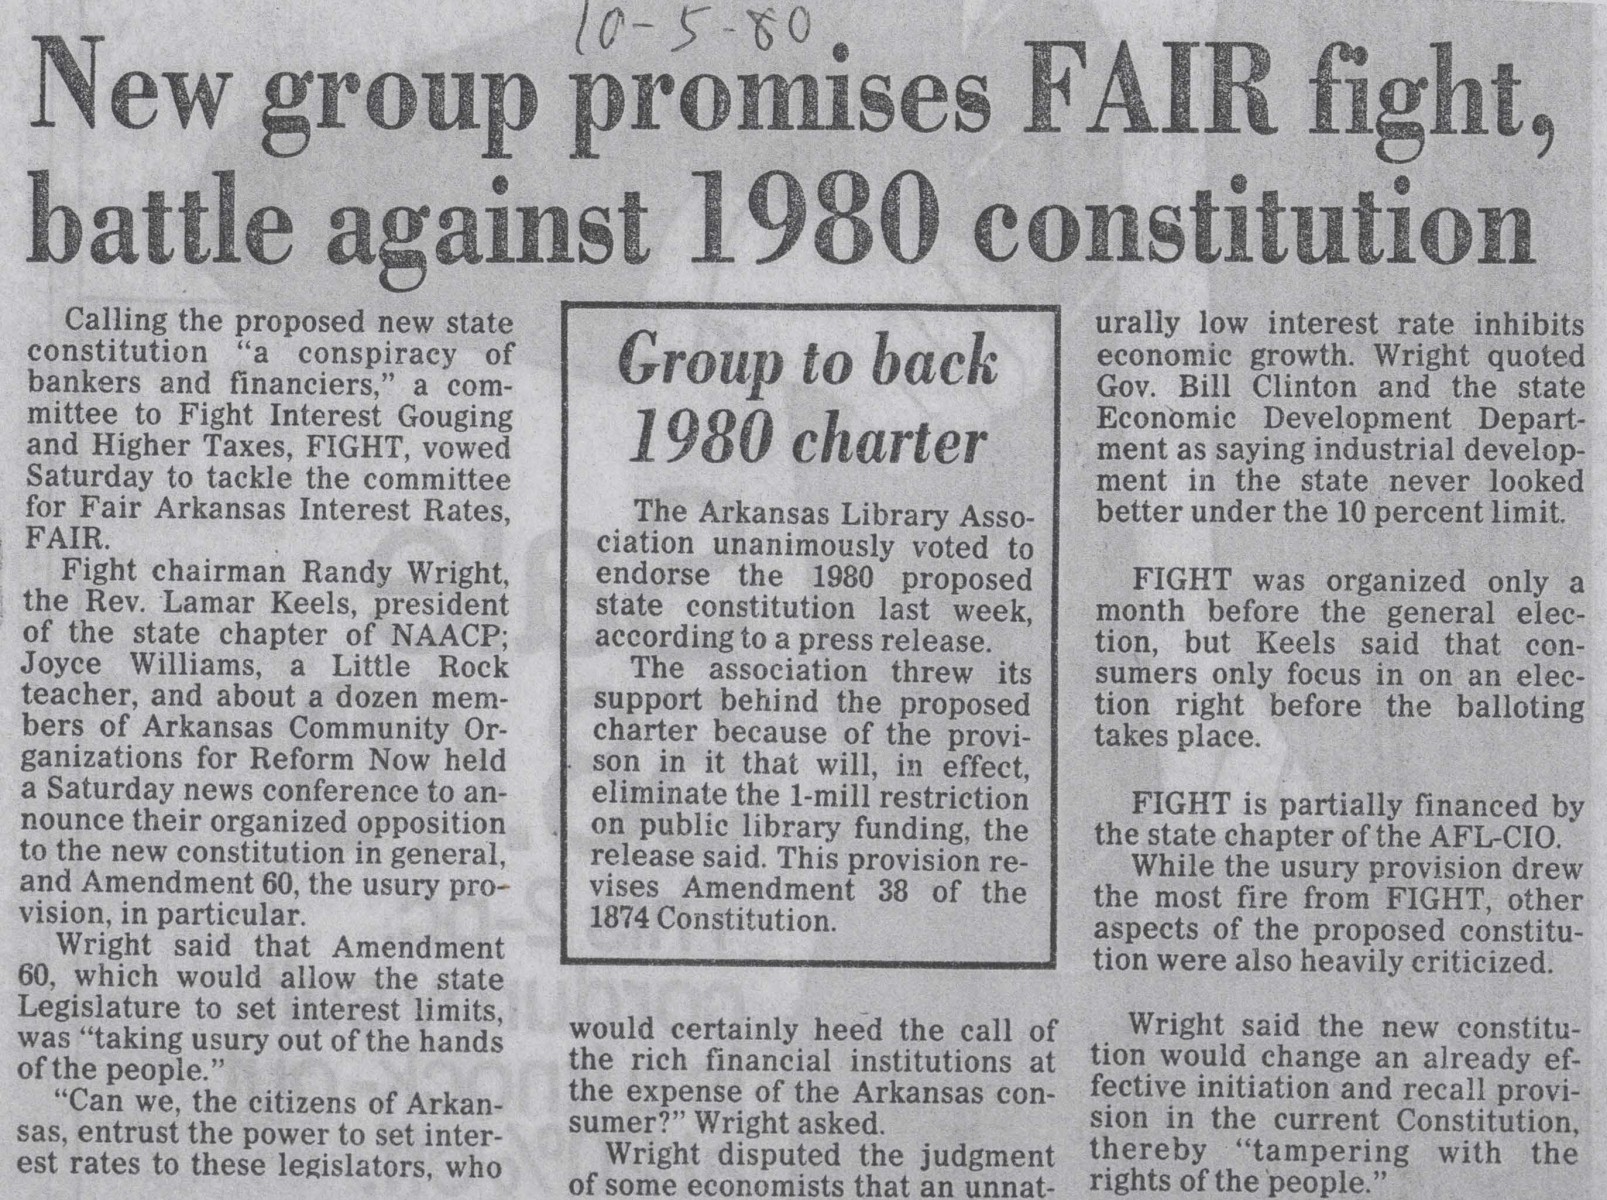 10-5-80
New group promises FAIR fight,
battle against 1980 constitution
Calling the proposed new state
constitution “a conspiracy of
bankers and financiers,” a com-
mittee to Fight Interest Gouging
and Higher Taxes, FIGHT, vowed
Saturday to tackle the committee
for Fair Arkansas Interest Rates,
FAIR.
Fight chairman Randy Wright,
the Rev. Lamar Keels, president
of the state chapter of NAACP;
Joyce Williams, a Little Rock
teacher, and about a dozen mem-
bers of Arkansas Community Or-
ganizations for Reform Now held
a Saturday news conference to an-
nounce their organized opposition
to the new constitution in general,
and Amendment 60, the usury pro-
vision, in particular.
Wright said that Amendment
60, which would allow the state
Legislature to set interest limits,
was “taking usury out of the hands
of the people.”
“Can we, the citizens of Arkan-
sas, entrust the power to set inter-
est rates to these legislators, who
Group to back
1980 charter
The Arkansas Library Asso-
ciation unanimously voted to
endorse the 1980 proposed
state constitution last week,
according to a press release.
The association threw its
support behind the proposed
charter because of the provi-
son in it that will, in effect,
eliminate the 1-mill restriction
on public library funding, the
release said. This provision re-
vises Amendment 38 of the
1874 Constitution.
would certainly heed the call of
the rich financial institutions at
the expense of the Arkansas con-
sumer?” Wright asked.
Wright disputed the judgment
of some economists that an unnat-
urally low interest rate inhibits
economic growth. Wright quoted
Gov. Bill Clinton and the state
Economic Development Depart-
ment as saying industrial develop-
ment in the state never looked
better under the 10 percent limit.
FIGHT was organized only a
month before the general elec-
tion, but Keels said that con-
sumers only focus in on an elec-
tion right before the balloting
takes place.
FIGHT is partially financed by
the state chapter of the AFL-CIO.
While the usury provision drew
the most fire from FIGHT, other
aspects of the proposed constitu-
tion were also heavily criticized.
Wright said the new constitu-
tion would change an already ef-
fective initiation and recall provi-
sion in the current Constitution,
thereby “tampering with the
rights of the people.”